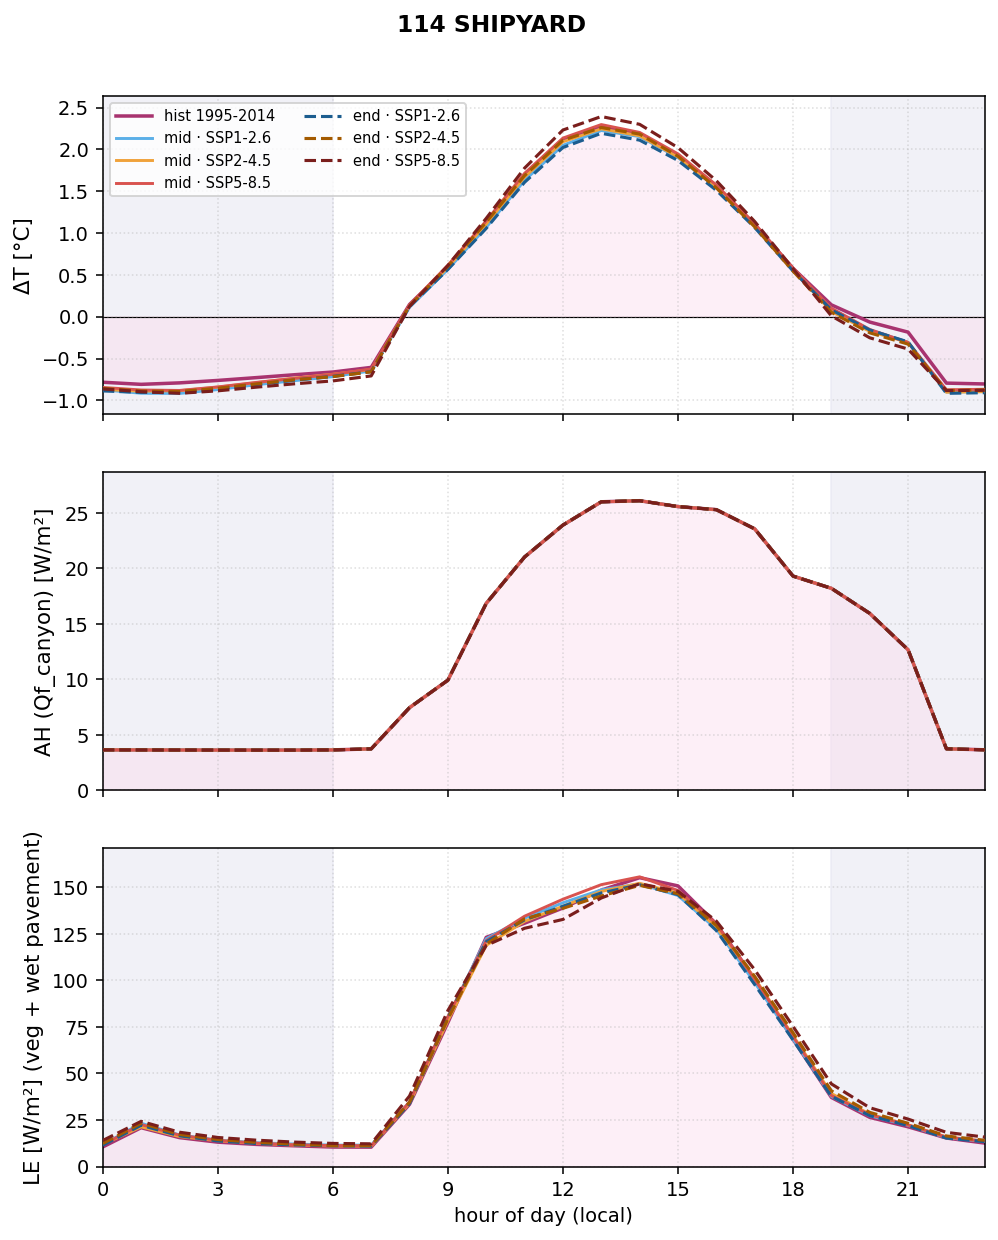 114 SHIPYARD
hist 1995-2014
mid · SSP1-2.6
mid · SSP2-4.5
mid · SSP5-8.5
end · SSP1-2.6
end · SSP2-4.5
end · SSP5-8.5
ΔT [°C]
2.5
2.0
1.5
1.0
0.5
0.0
−0.5
−1.0
AH (Qf_canyon) [W/m²]
25
20
15
10
5
0
LE [W/m²] (veg + wet pavement)
150
125
100
75
50
25
0
0 3 6 9 12 15 18 21
hour of day (local)